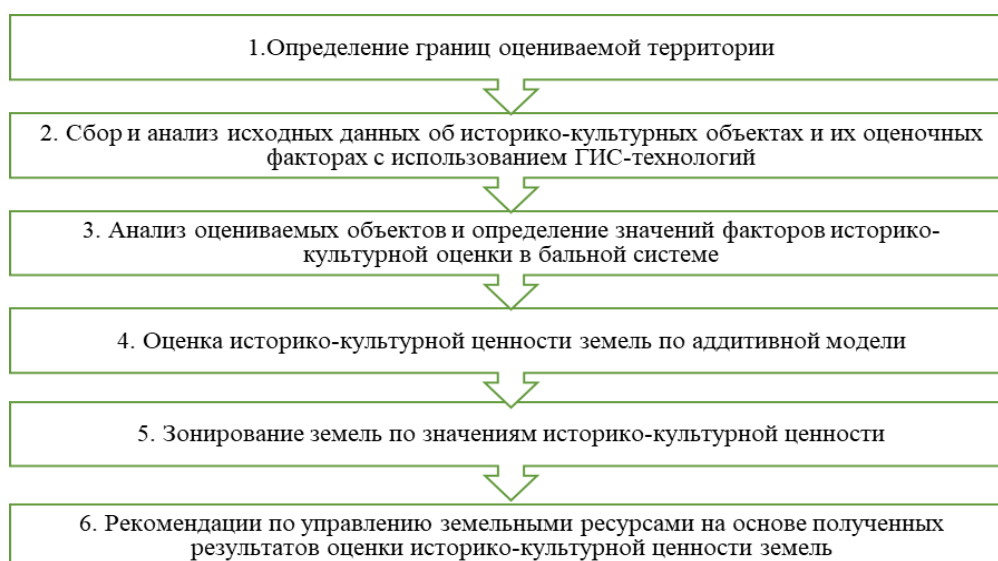 1.Определение границ оцениваемой территории
2. Сбор и анализ исходных данных об историко-культурных объектах и их оценочных
факторах с использованием ГИС-технологий
3. Анализ оцениваемых объектов и определение значений факторов историко-
культурной оценки в бальной системе
4. Оценка историко-культурной ценности земель по аддитивной модели
5. Зонирование земель по значениям историко-культурной ценности
6. Рекомендации по управлению земельными ресурсами на основе полученных
результатов оценки историко-культурной ценности земель